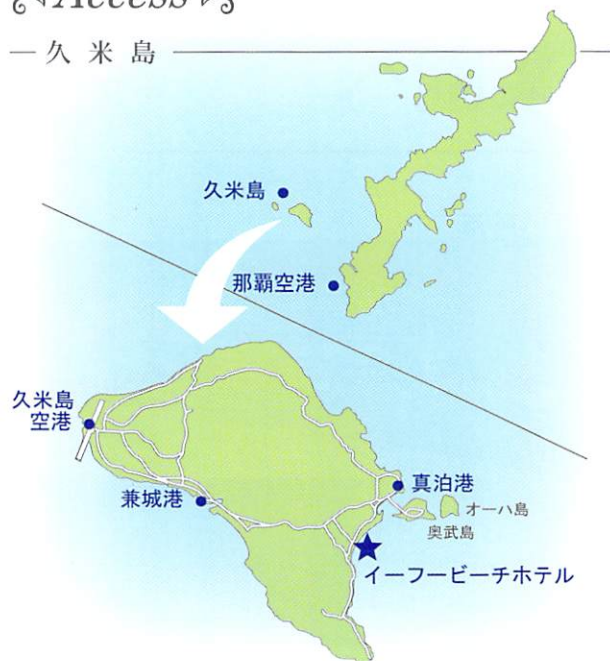 Access
久米島
久米島
那覇空港
久米島
空港
兼城港
真泊港
オーハ島
奥武島
イーフービーチホテル